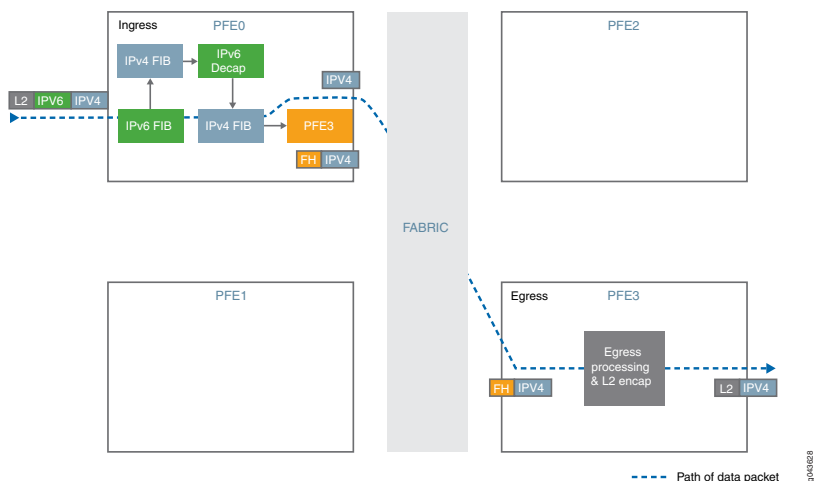 Ingress
PFE0
PFE2
IPv4 FIB
IPv6
Decap
IPV4
L2 IPV6 IPV4
IPv6 FIB
IPv4 FIB
PFE3
FH IPV4
FABRIC
PFE1
Egress
PFE3
Egress
processing
& L2 encap
FH IPV4
L2 IPV4
Path of data packet
g043628